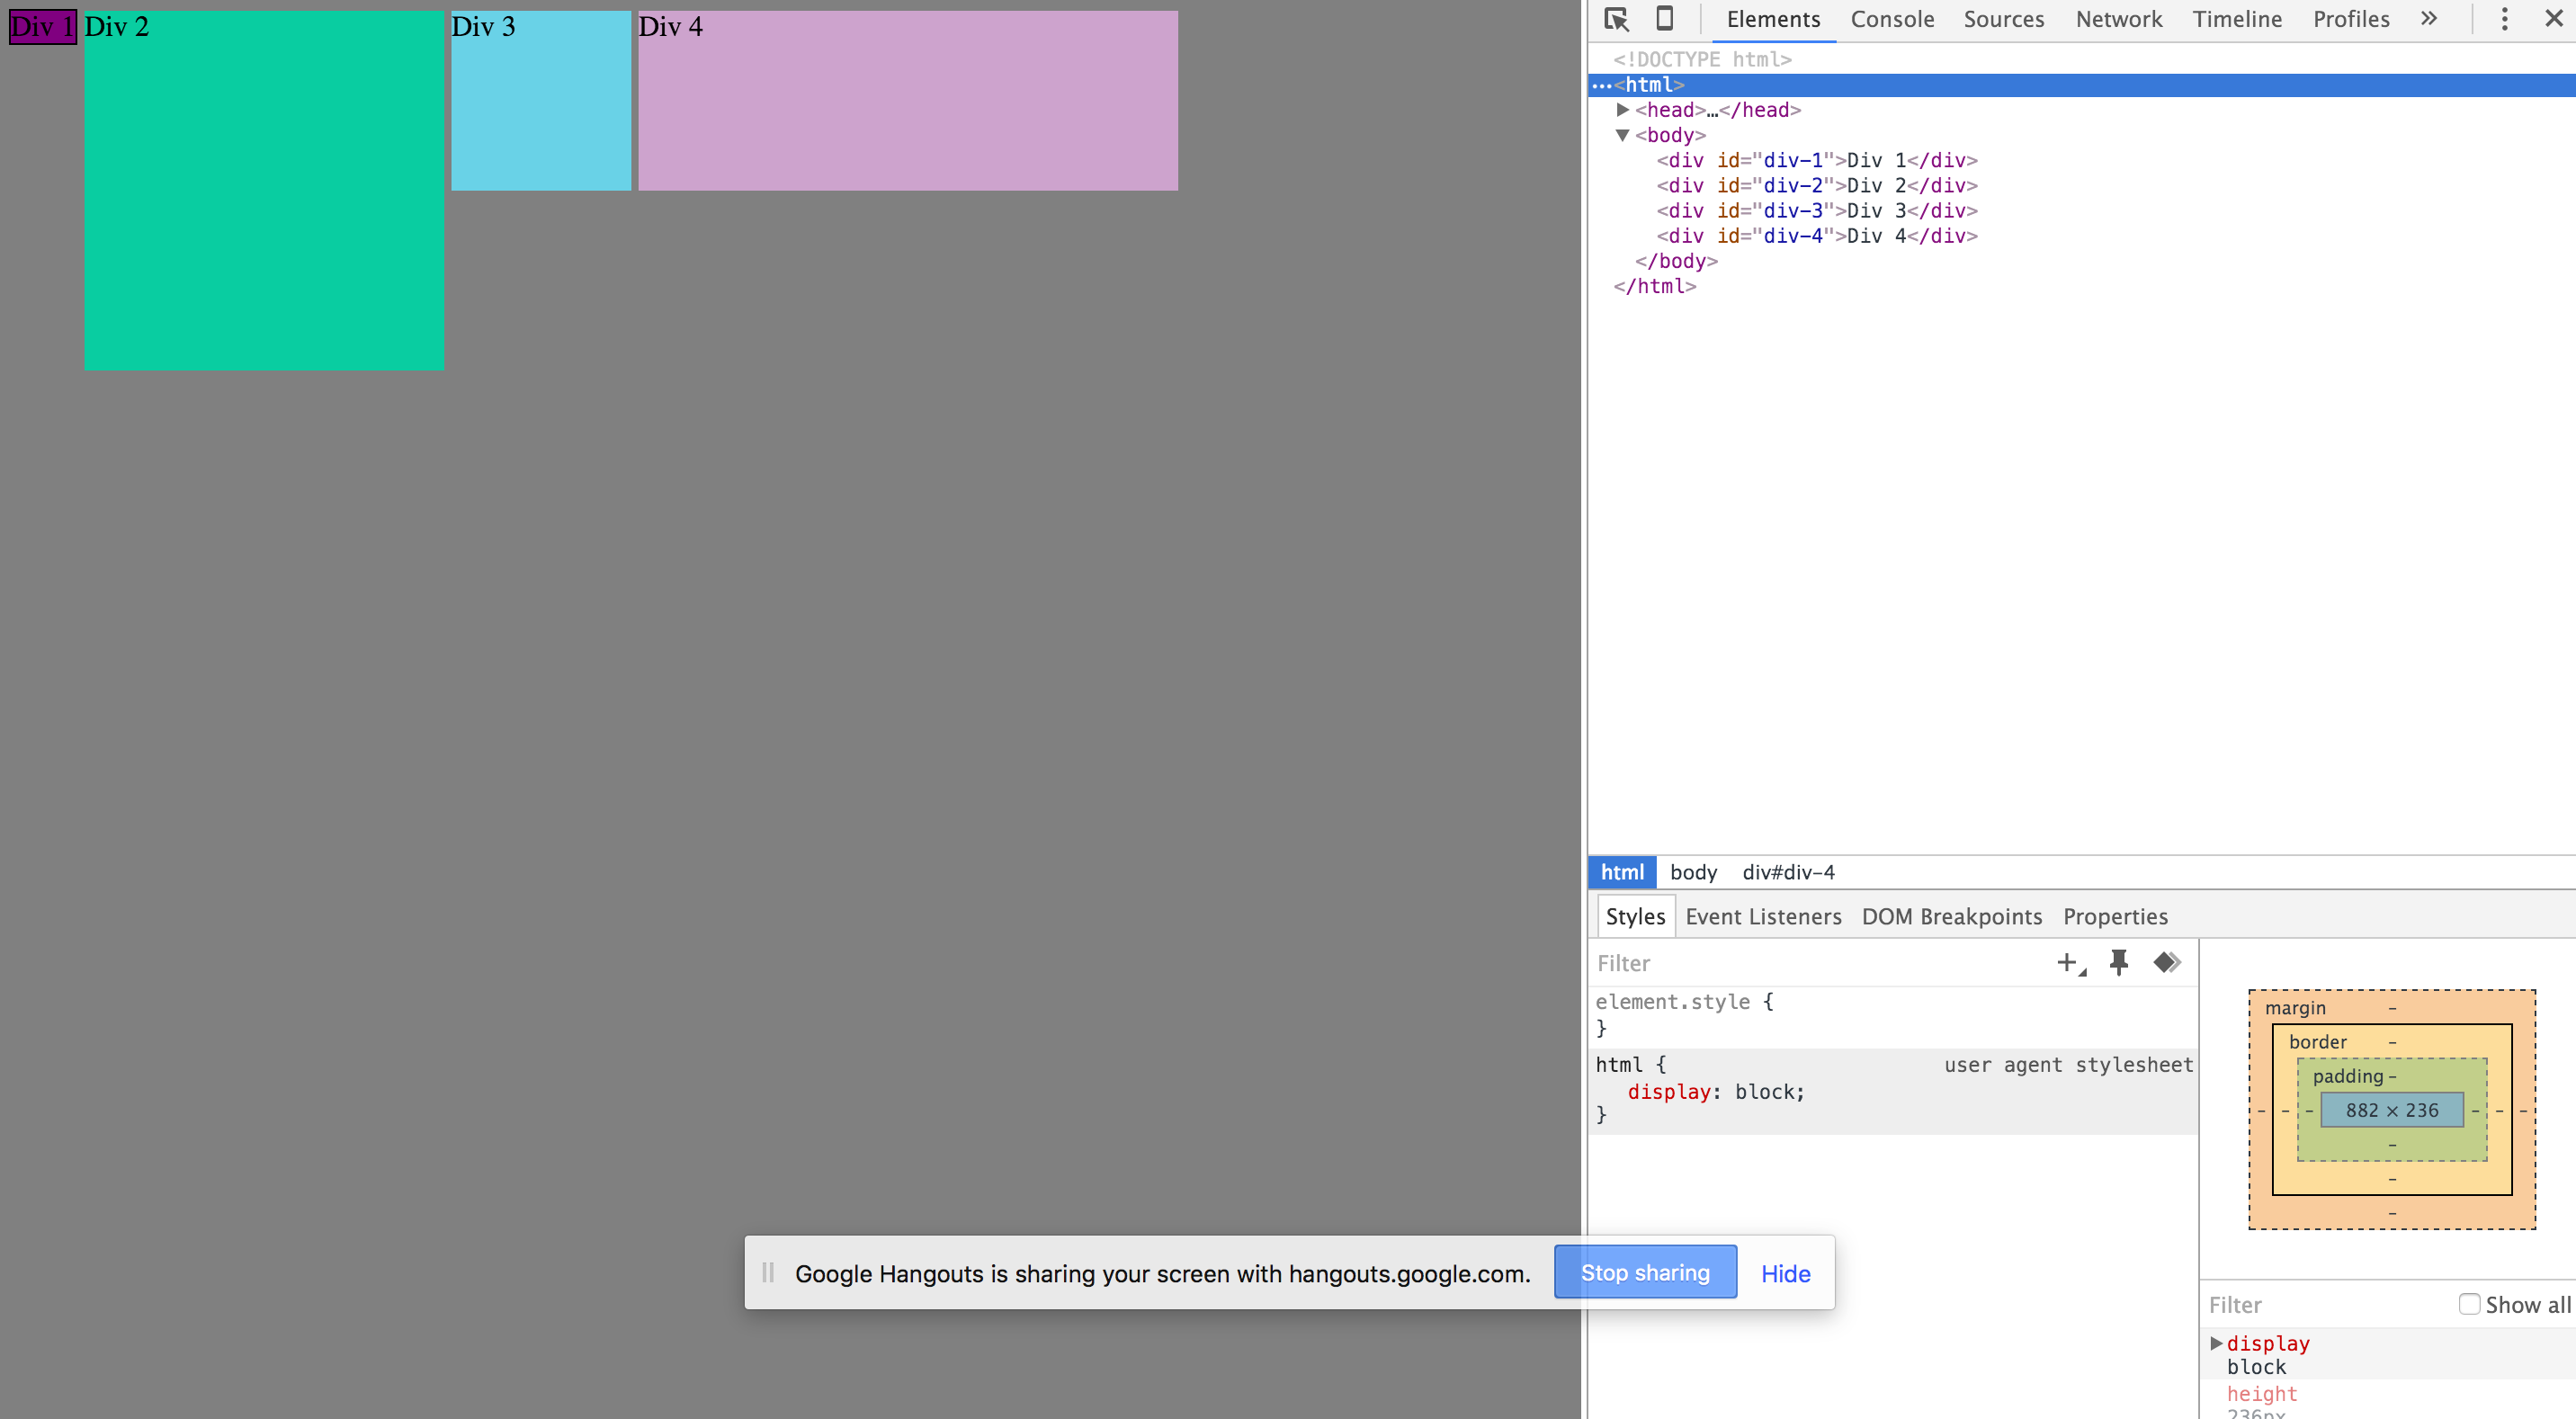 Div 1 Div 2 Div 3 Div 4
Elements Console Sources Network Timeline Profiles »
<!DOCTYPE html>
…<html>
<head>…</head>
<body>
<div id="div-1">Div 1</div>
<div id="div-2">Div 2</div>
<div id="div-3">Div 3</div>
<div id="div-4">Div 4</div>
</body>
</html>
html body div#div-4
Styles Event Listeners DOM Breakpoints Properties
Filter
element.style {
}
html { user agent stylesheet
display: block;
}
margin -
border -
padding -
- - - 882 × 236 - - -
-
-
-
Google Hangouts is sharing your screen with hangouts.google.com. Stop sharing Hide
Filter Show all
display
block
height
236px